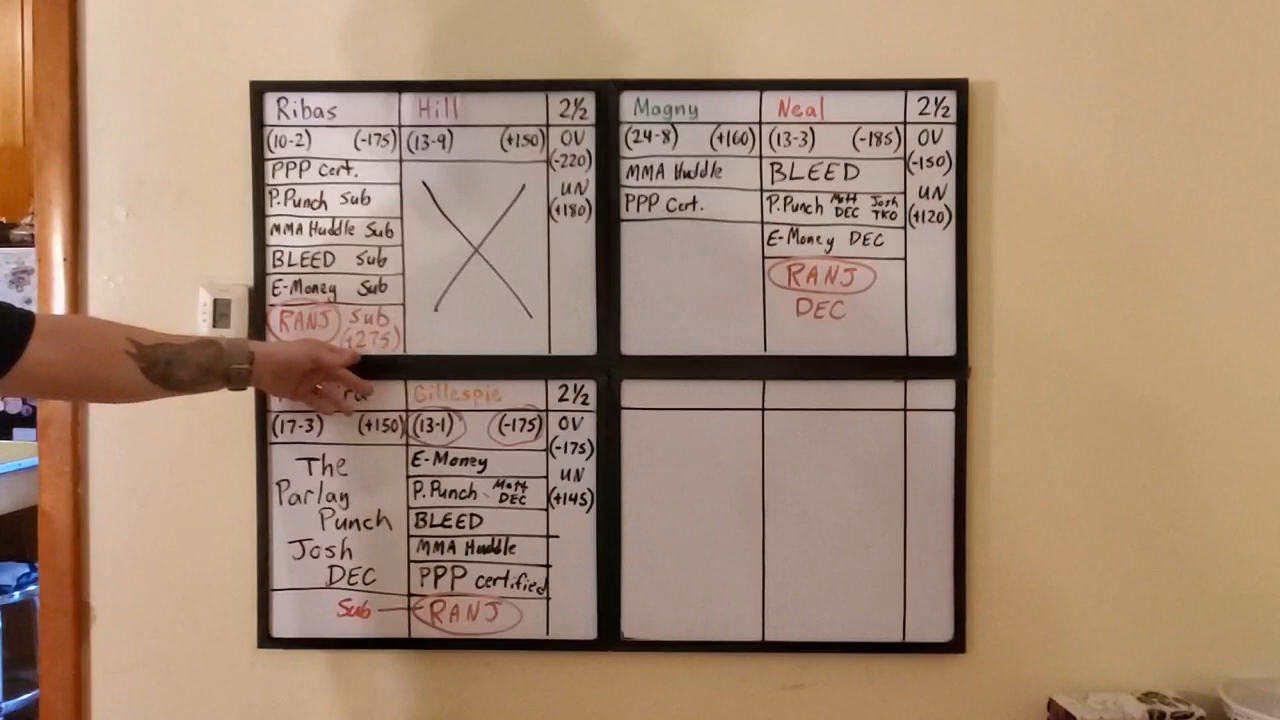 Ribas Hill 2½
(10-2) (-175) (13-9) (+150) OV
(-220)
UN
(+180)
PPP Cert.
P.Punch Sub
MMA Huddle Sub
BLEED Sub
E-Money Sub
RANJ Sub
(+275)
Magny Neal 2½
(24-8) (+160) (13-3) (-185) OV
(-150)
UN
(+120)
MMA Huddle BLEED
PPP Cert. P.Punch Matt DEC Josh TKO
E-Money DEC
RANJ
DEC
Gillespie 2½
(17-3) (+150) (13-1) (-175) OV
(-175)
UN
(+145)
The
Parlay
Punch
Josh
DEC
E-Money
P.Punch Matt DEC
BLEED
MMA Huddle
PPP certified
Sub RANJ